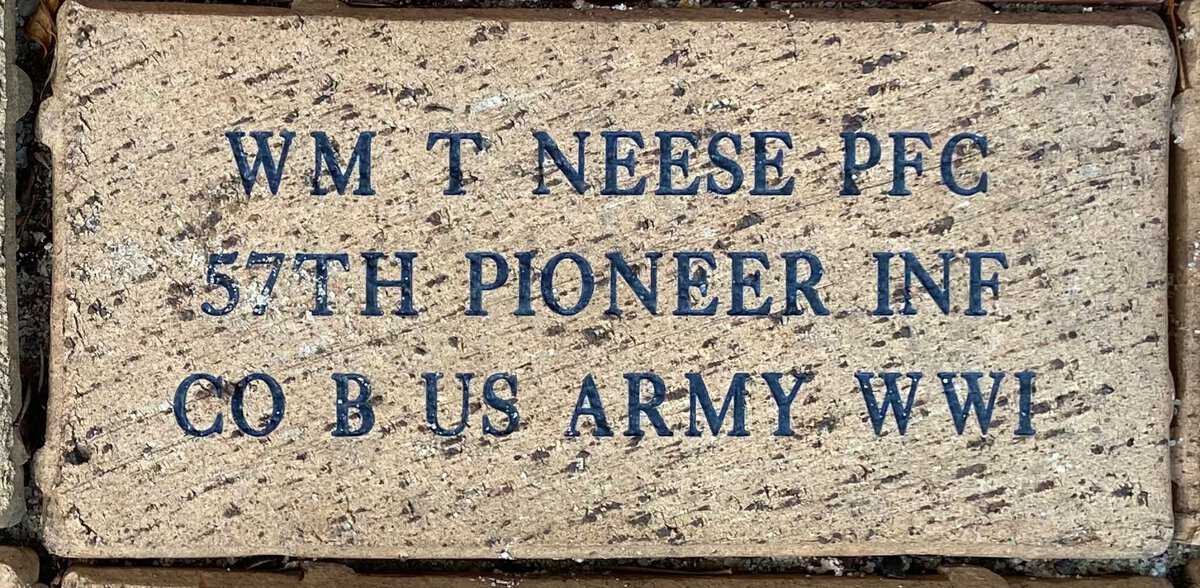 WM T NEESE PFC
57TH PIONEER INF
CO B US ARMY WWI